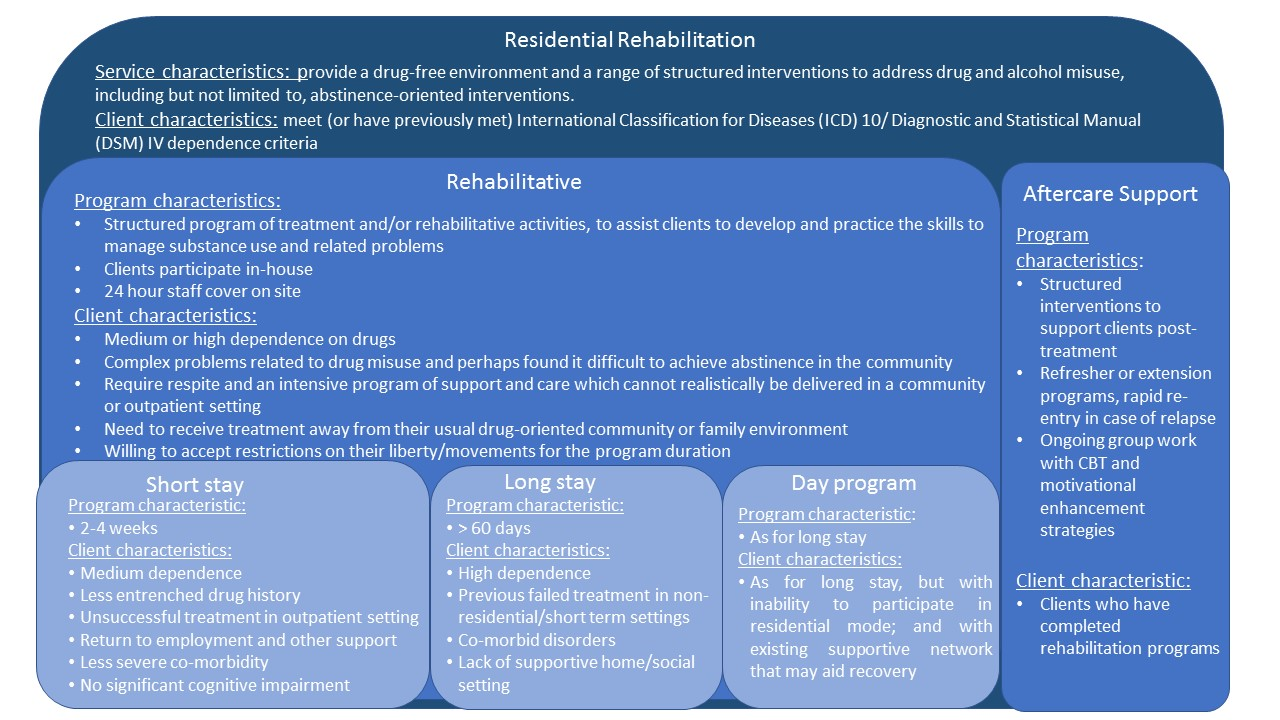 Residential Rehabilitation
Service characteristics: provide a drug-free environment and a range of structured interventions to address drug and alcohol misuse,
including but not limited to, abstinence-oriented interventions.
Client characteristics: meet (or have previously met) International Classification for Diseases (ICD) 10/ Diagnostic and Statistical Manual
(DSM) IV dependence criteria
Rehabilitative
Program characteristics:
• Structured program of treatment and/or rehabilitative activities, to assist clients to develop and practice the skills to
manage substance use and related problems
• Clients participate in-house
• 24 hour staff cover on site
Client characteristics:
• Medium or high dependence on drugs
• Complex problems related to drug misuse and perhaps found it difficult to achieve abstinence in the community
• Require respite and an intensive program of support and care which cannot realistically be delivered in a community
or outpatient setting
• Need to receive treatment away from their usual drug-oriented community or family environment
• Willing to accept restrictions on their liberty/movements for the program duration
Short stay
Program characteristic:
• 2-4 weeks
Client characteristics:
• Medium dependence
• Less entrenched drug history
• Unsuccessful treatment in outpatient setting
• Return to employment and other support
• Less severe co-morbidity
• No significant cognitive impairment
Long stay
Program characteristic:
• > 60 days
Client characteristics:
• High dependence
• Previous failed treatment in non-
residential/short term settings
• Co-morbid disorders
• Lack of supportive home/social
setting
Day program
Program characteristic:
• As for long stay
Client characteristics:
• As for long stay, but with
inability to participate in
residential mode; and with
existing supportive network
that may aid recovery
Aftercare Support
Program
characteristics:
• Structured
interventions to
support clients post-
treatment
• Refresher or extension
programs, rapid re-
entry in case of relapse
• Ongoing group work
with CBT and
motivational
enhancement
strategies
Client characteristic:
• Clients who have
completed
rehabilitation programs